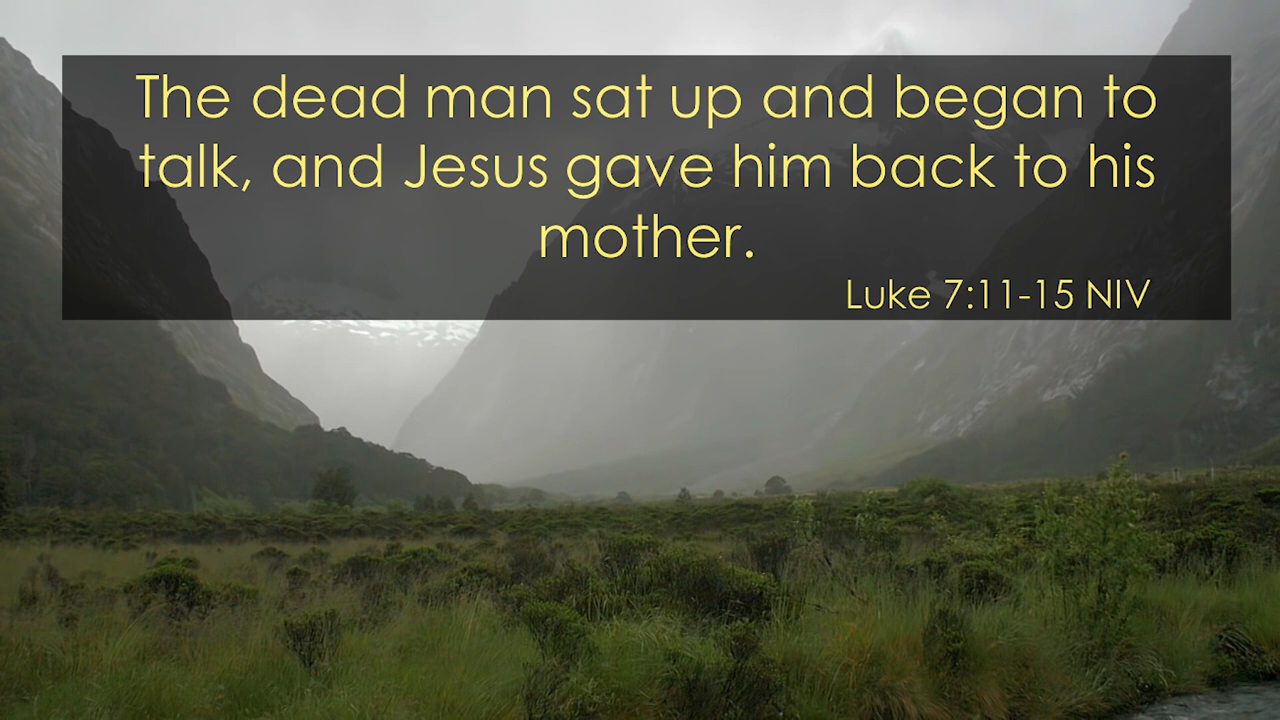 The dead man sat up and began to
talk, and Jesus gave him back to his
mother.
Luke 7:11-15 NIV